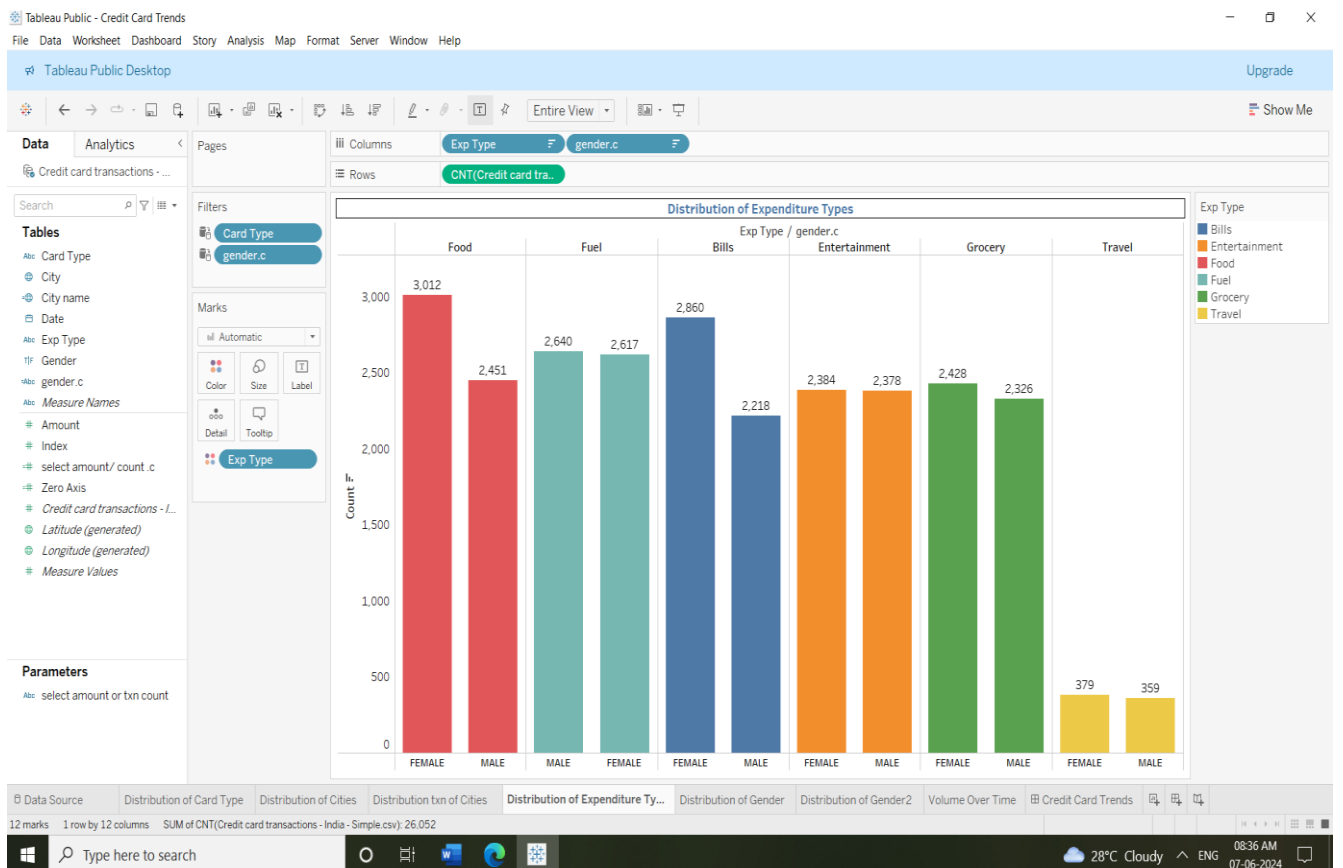 Tableau Public - Credit Card Trends
File Data Worksheet Dashboard Story Analysis Map Format Server Window Help
Tableau Public Desktop
Upgrade
Entire View
Show Me
Data Analytics
Credit card transactions - ...
Search
Tables
Abc Card Type
City
City name
Date
Abc Exp Type
T|F Gender
=Abc gender.c
Abc Measure Names
# Amount
# Index
=# select amount/ count .c
=# Zero Axis
# Credit card transactions - I...
Latitude (generated)
Longitude (generated)
# Measure Values
Parameters
Abc select amount or txn count
Pages
Filters
Card Type
gender.c
Marks
Automatic
Color Size Label
Detail Tooltip
Exp Type
Columns Exp Type gender.c
Rows CNT(Credit card tra..
Distribution of Expenditure Types
Exp Type / gender.c
Food Fuel Bills Entertainment Grocery Travel
Count
3,000
2,500
2,000
1,500
1,000
500
0
3,012 2,451 2,640 2,617 2,860 2,218 2,384 2,378 2,428 2,326 379 359
FEMALE MALE MALE FEMALE FEMALE MALE FEMALE MALE FEMALE MALE FEMALE MALE
Exp Type
Bills
Entertainment
Food
Fuel
Grocery
Travel
Data Source Distribution of Card Type Distribution of Cities Distribution txn of Cities Distribution of Expenditure Ty... Distribution of Gender Distribution of Gender2 Volume Over Time Credit Card Trends
12 marks 1 row by 12 columns SUM of CNT(Credit card transactions - India - Simple.csv): 26,052
Type here to search
28°C Cloudy ENG 08:36 AM
07-06-2024